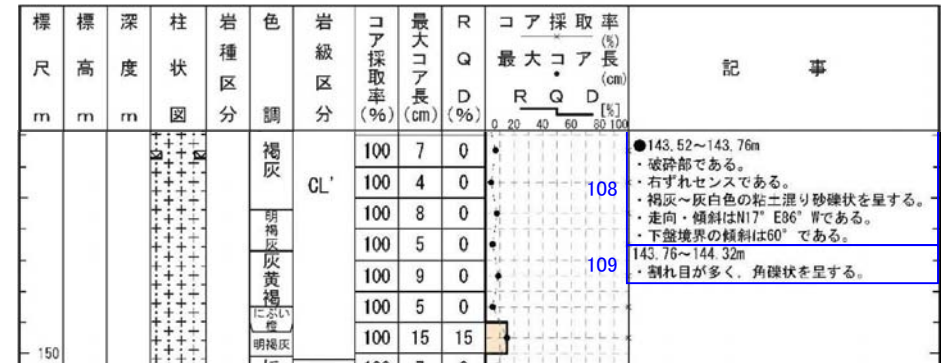 標尺m 標高m 深度m 柱状図 岩種区分 色調 岩級区分 コア採取率(%) 最大コア長(cm) RQD(%) コア採取率(%) 最大コア長(cm) RQD[%] 記事
0 20 40 60 80 100
褐灰
明褐灰
灰黄褐
にぶい橙
明褐灰
CL'
100 7 0
100 4 0
100 8 0
100 5 0
100 9 0
100 5 0
100 15 15
150
108
●143.52～143.76m
・破砕部である。
・右ずれセンスである。
・褐灰～灰白色の粘土混り砂礫状を呈する。
・走向・傾斜はN17°E86°Wである。
・下盤境界の傾斜は60°である。
109
143.76～144.32m
・割れ目が多く，角礫状を呈する。